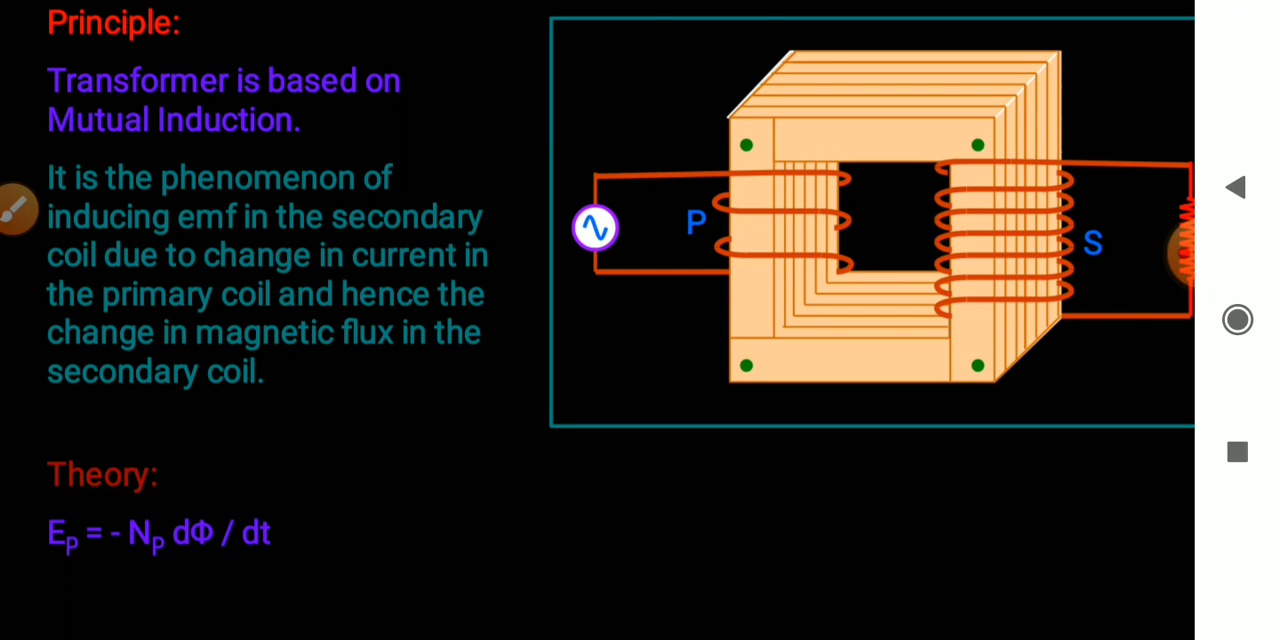 Principle:
Transformer is based on
Mutual Induction.
It is the phenomenon of
inducing emf in the secondary
coil due to change in current in
the primary coil and hence the
change in magnetic flux in the
secondary coil.
P
S
Theory:
E_P = - N_P dΦ / dt